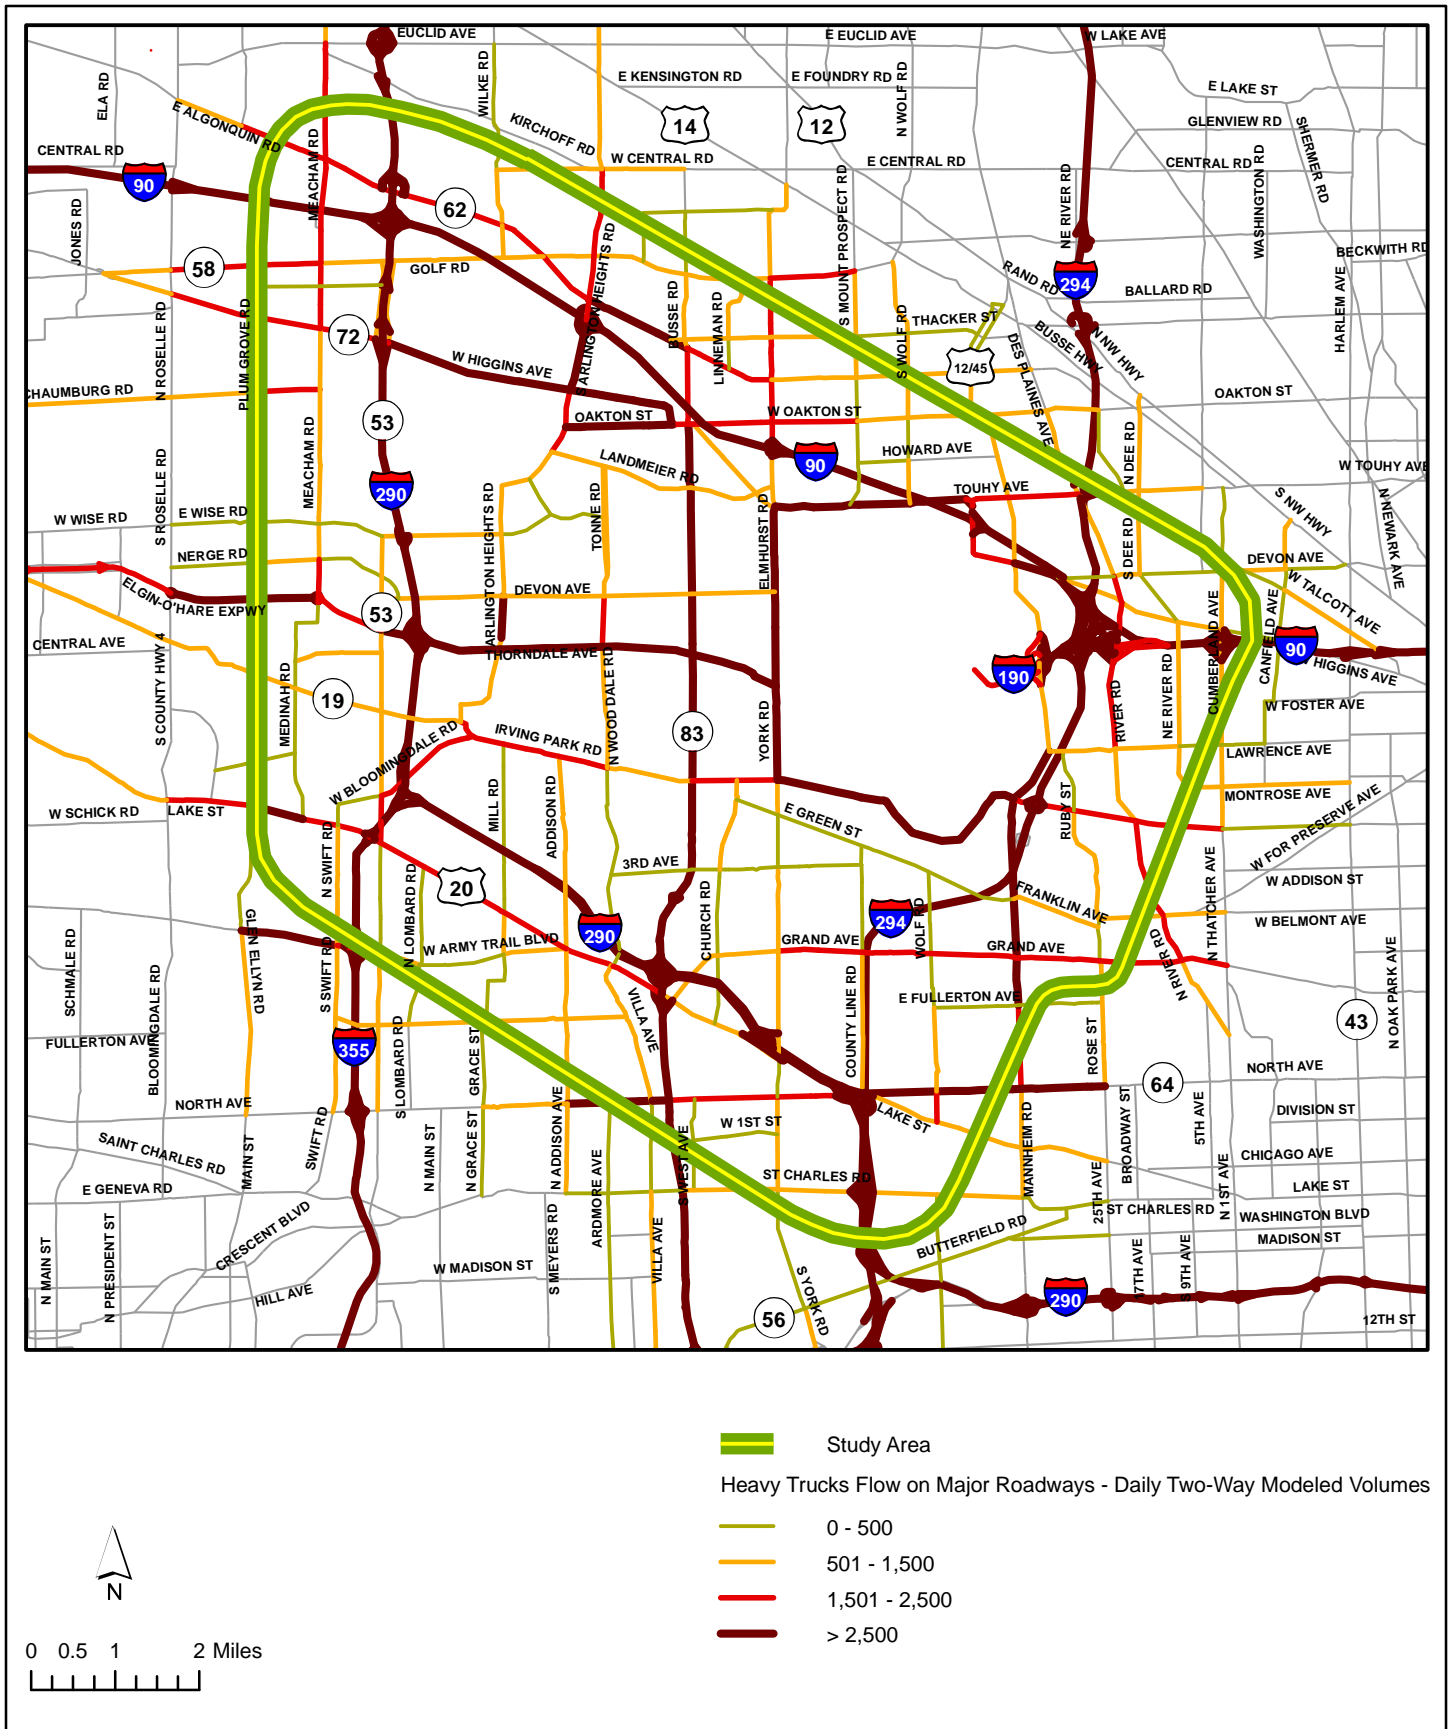 EUCLID AVE
E EUCLID AVE
W LAKE AVE
ELA RD
WILKE RD
E KENSINGTON RD
E FOUNDRY RD
N WOLF RD
E LAKE ST
GLENVIEW RD
SHERMER RD
E ALGONQUIN RD
KIRCHOFF RD
14
12
CENTRAL RD
MEACHAM RD
W CENTRAL RD
E CENTRAL RD
CENTRAL RD
WASHINGTON RD
90
62
JONES RD
S MOUNT PROSPECT RD
NE RIVER RD
BECKWITH RD
58
GOLF RD
S ARLINGTON HEIGHTS RD
RAND RD
294
BALLARD RD
HARLEM AVE
N ROSELLE RD
PLUM GROVE RD
72
BUSSE RD
LINNEMAN RD
S WOLF RD
THACKER ST
BUSSE HWY
N NW HWY
W HIGGINS AVE
12/45
DES PLAINES AVE
CHAUMBURG RD
OAKTON ST
53
OAKTON ST
W OAKTON ST
MEACHAM RD
LANDMEIER RD
90
HOWARD AVE
N DEE RD
W TOUHY AVE
S ROSELLE RD
290
TOUHY AVE
S NW HWY
N NEWARK AVE
W WISE RD
E WISE RD
ARLINGTON HEIGHTS RD
TONNE RD
ELMHURST RD
S DEE RD
NERGE RD
DEVON AVE
W TALCOTT AVE
ELGIN-O'HARE EXPWY
53
DEVON AVE
CENTRAL AVE
S COUNTY HWY 4
THORNDALE AVE
CUMBERLAND AVE
CANFIELD AVE
90
W HIGGINS AVE
190
19
MEDINAH RD
N WOOD DALE RD
RIVER RD
NE RIVER RD
W FOSTER AVE
83
YORK RD
W BLOOMINGDALE RD
IRVING PARK RD
LAWRENCE AVE
W SCHICK RD
LAKE ST
MILL RD
ADDISON RD
E GREEN ST
RUBY ST
MONTROSE AVE
W FOR PRESERVE AVE
N SWIFT RD
3RD AVE
N LOMBARD RD
20
CHURCH RD
FRANKLIN AVE
N THATCHER AVE
W ADDISON ST
GLEN ELLYN RD
290
294
WOLF RD
W BELMONT AVE
SCHMALE RD
W ARMY TRAIL BLVD
GRAND AVE
GRAND AVE
N RIVER RD
S SWIFT RD
BLOOMINGDALE RD
VILLA AVE
COUNTY LINE RD
E FULLERTON AVE
N OAK PARK AVE
43
FULLERTON AVE
355
S LOMBARD RD
GRACE ST
ROSE ST
64
NORTH AVE
NORTH AVE
W 1ST ST
LAKE ST
DIVISION ST
SAINT CHARLES RD
SWIFT RD
MAIN ST
N MAIN ST
N GRACE ST
N ADDISON AVE
S WEST AVE
MANNHEIM RD
BROADWAY ST
5TH AVE
CHICAGO AVE
E GENEVA RD
ARDMORE AVE
ST CHARLES RD
25TH AVE
ST CHARLES RD
N 1ST AVE
LAKE ST
WASHINGTON BLVD
MADISON ST
N MAIN ST
N PRESIDENT ST
CRESCENT BLVD
S MEYERS RD
VILLA AVE
BUTTERFIELD RD
17TH AVE
S 9TH AVE
W MADISON ST
HILL AVE
S YORK RD
56
290
12TH ST
Study Area
Heavy Trucks Flow on Major Roadways - Daily Two-Way Modeled Volumes
0 - 500
501 - 1,500
1,501 - 2,500
> 2,500
N
0 0.5 1 2 Miles